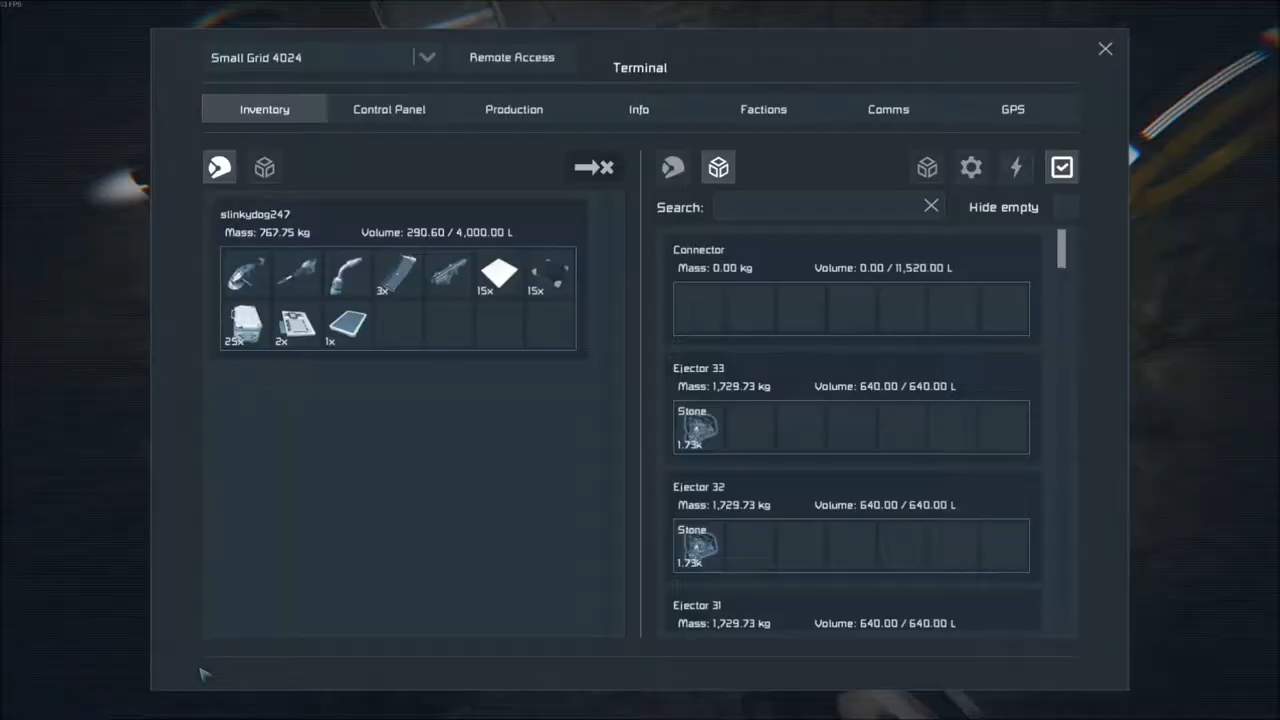 Small Grid 4024
Remote Access
Terminal
Inventory
Control Panel
Production
Info
Factions
Comms
GPS
Search:
Hide empty
slinkydog247
Mass: 767.75 kg
Volume: 290.60 / 4,000.00 L
3x
15x
15x
25x
2x
1x
Connector
Mass: 0.00 kg
Volume: 0.00 / 11,520.00 L
Ejector 33
Mass: 1,729.73 kg
Volume: 640.00 / 640.00 L
Stone
1.73k
Ejector 32
Mass: 1,729.73 kg
Volume: 640.00 / 640.00 L
Stone
1.73k
Ejector 31
Mass: 1,729.73 kg
Volume: 640.00 / 640.00 L